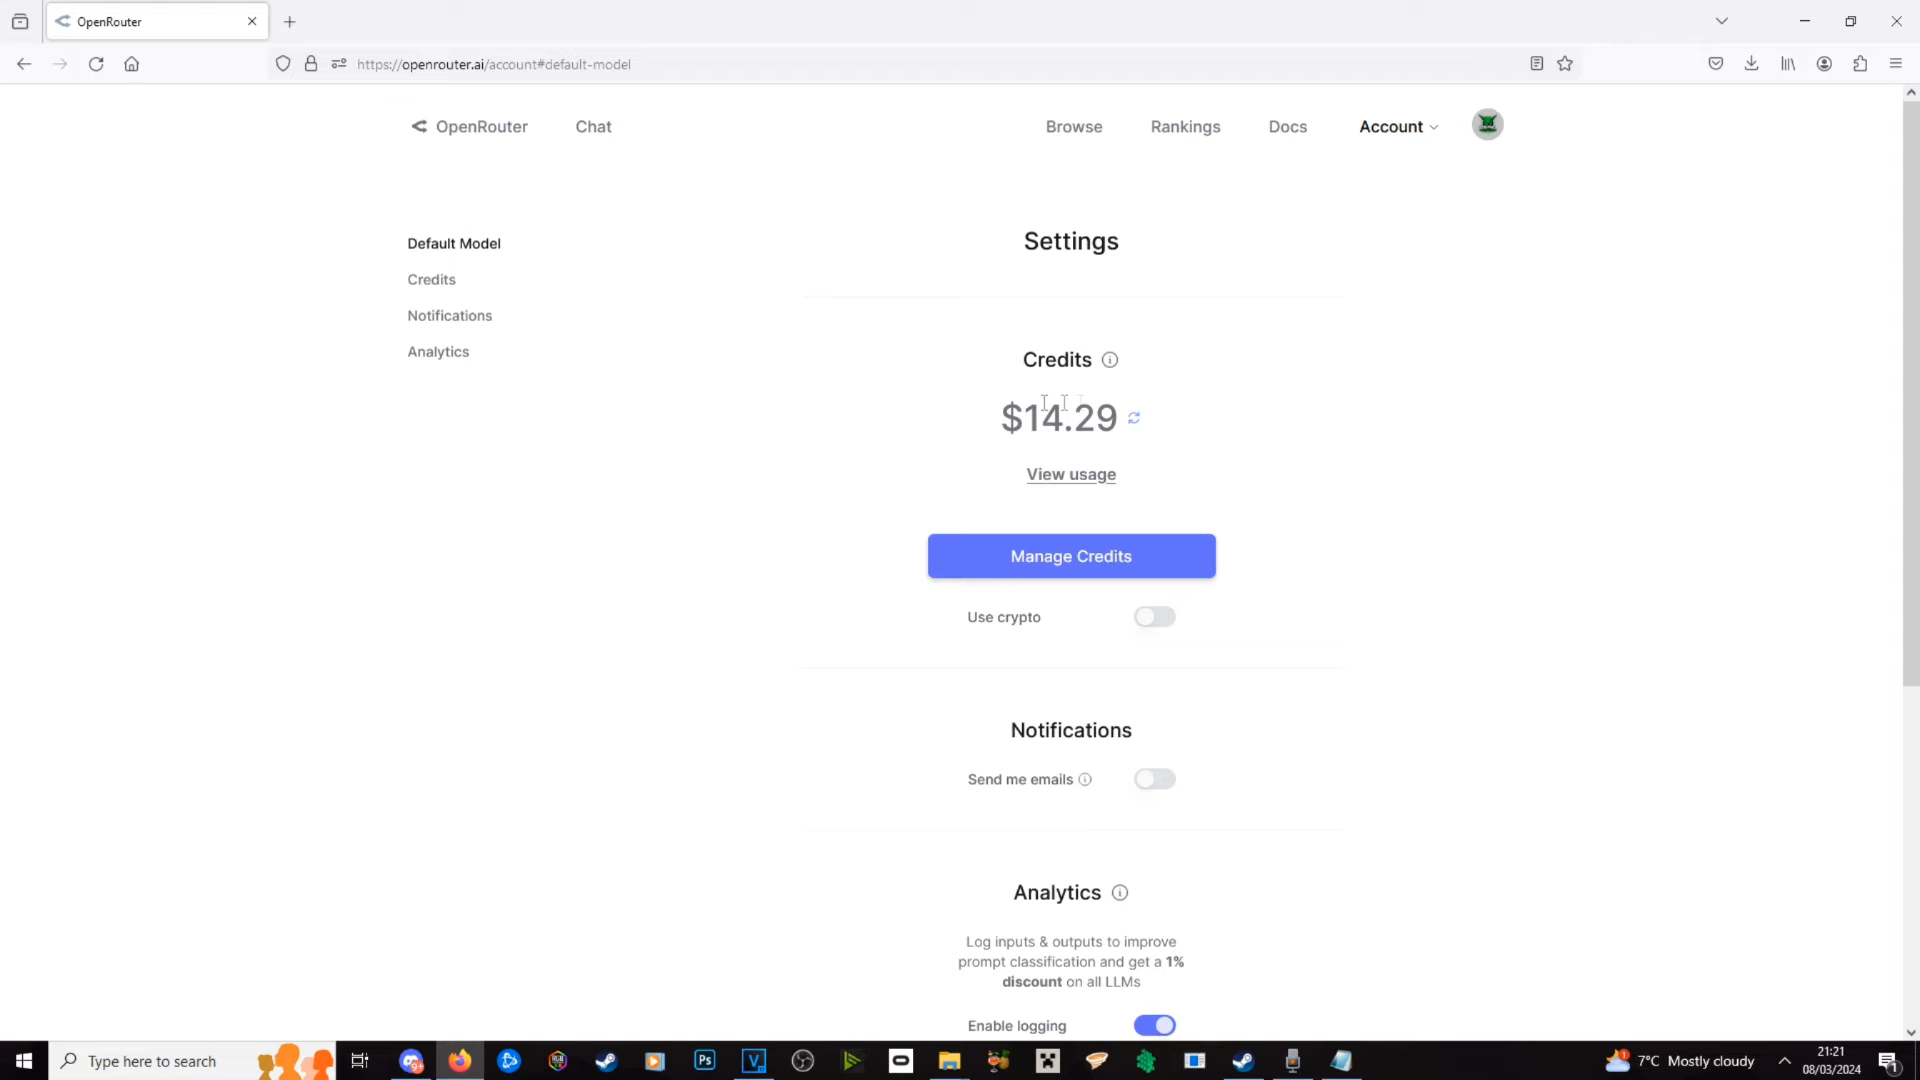 OpenRouter
https://openrouter.ai/account#default-model
OpenRouter
Chat
Browse
Rankings
Docs
Account
Default Model
Credits
Notifications
Analytics
Settings
Credits
$14.29
View usage
Manage Credits
Use crypto
Notifications
Send me emails
Analytics
Log inputs & outputs to improve
prompt classification and get a 1%
discount on all LLMs
Enable logging
Type here to search
9+
Ps
V
7°C Mostly cloudy
21:21
08/03/2024
1